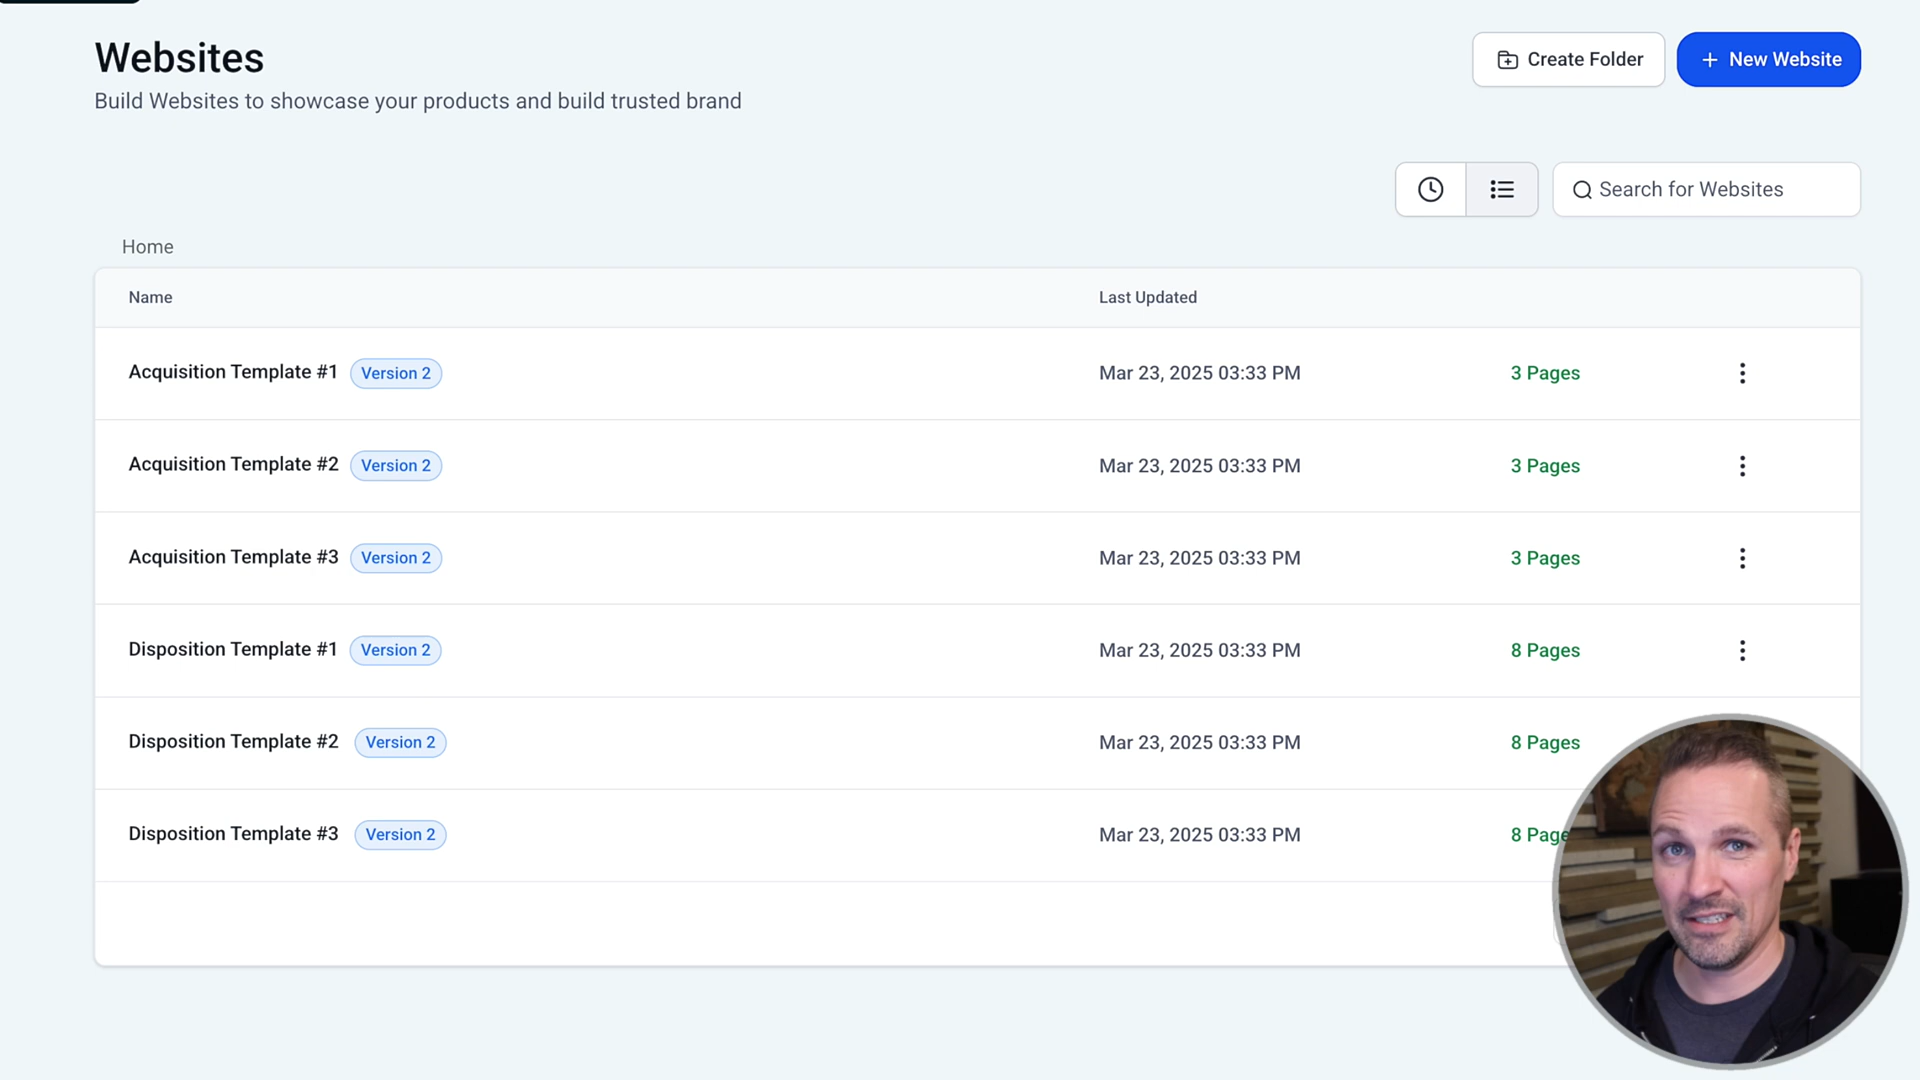 Websites
Build Websites to showcase your products and build trusted brand
Create Folder
+ New Website
Search for Websites
Home
Name Last Updated
Acquisition Template #1 Version 2 Mar 23, 2025 03:33 PM 3 Pages
Acquisition Template #2 Version 2 Mar 23, 2025 03:33 PM 3 Pages
Acquisition Template #3 Version 2 Mar 23, 2025 03:33 PM 3 Pages
Disposition Template #1 Version 2 Mar 23, 2025 03:33 PM 8 Pages
Disposition Template #2 Version 2 Mar 23, 2025 03:33 PM 8 Pages
Disposition Template #3 Version 2 Mar 23, 2025 03:33 PM 8 Page